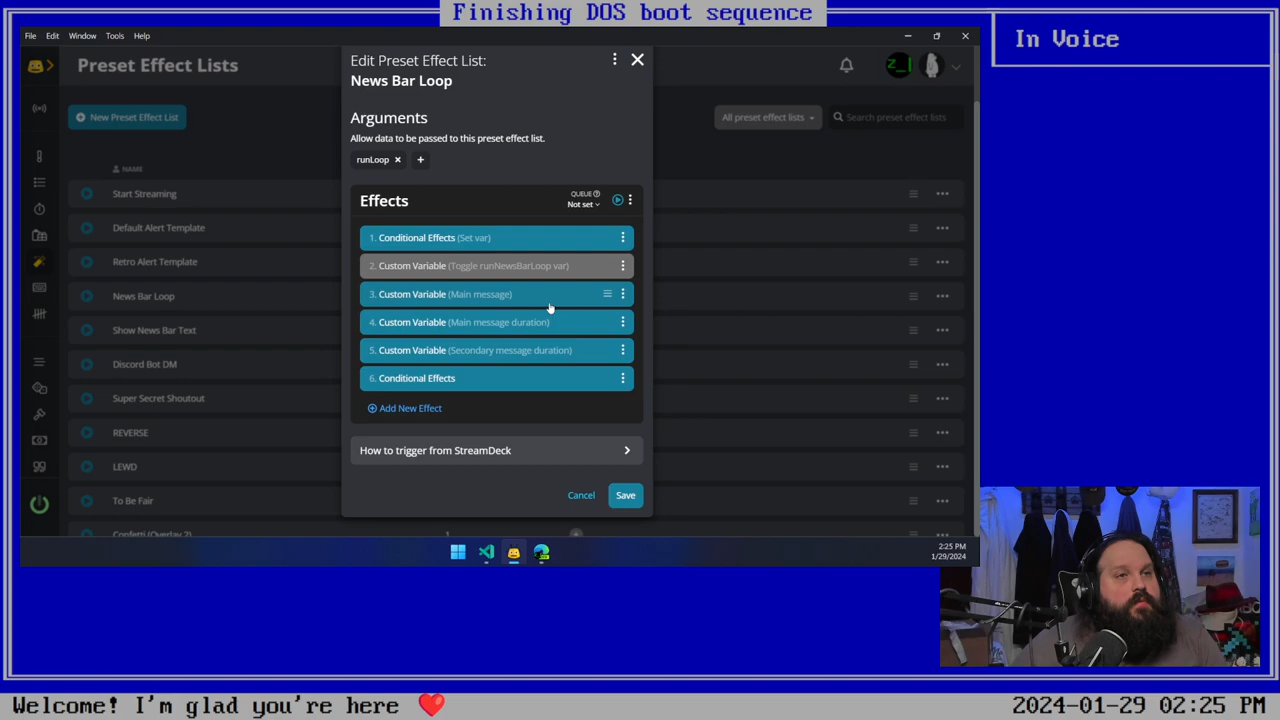 Finishing DOS boot sequence
In Voice
File Edit Window Tools Help
Preset Effect Lists
New Preset Effect List
All preset effect lists
Search preset effect lists
NAME
Start Streaming
Default Alert Template
Retro Alert Template
News Bar Loop
Show News Bar Text
Discord Bot DM
Super Secret Shoutout
REVERSE
LEWD
To Be Fair
Confetti (Overlay 2)
1
Edit Preset Effect List:
News Bar Loop
Arguments
Allow data to be passed to this preset effect list.
runLoop
Effects
QUEUE
Not set
1. Conditional Effects (Set var)
2. Custom Variable (Toggle runNewsBarLoop var)
3. Custom Variable (Main message)
4. Custom Variable (Main message duration)
5. Custom Variable (Secondary message duration)
6. Conditional Effects
Add New Effect
How to trigger from StreamDeck
Cancel Save
2:25 PM
1/29/2024
Welcome! I'm glad you're here ❤️
2024-01-29 02:25 PM